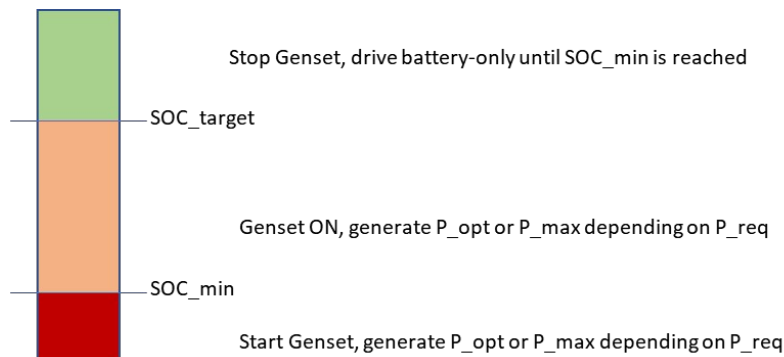 Stop Genset, drive battery-only until SOC_min is reached
SOC_target
Genset ON, generate P_opt or P_max depending on P_req
SOC_min
Start Genset, generate P_opt or P_max depending on P_req